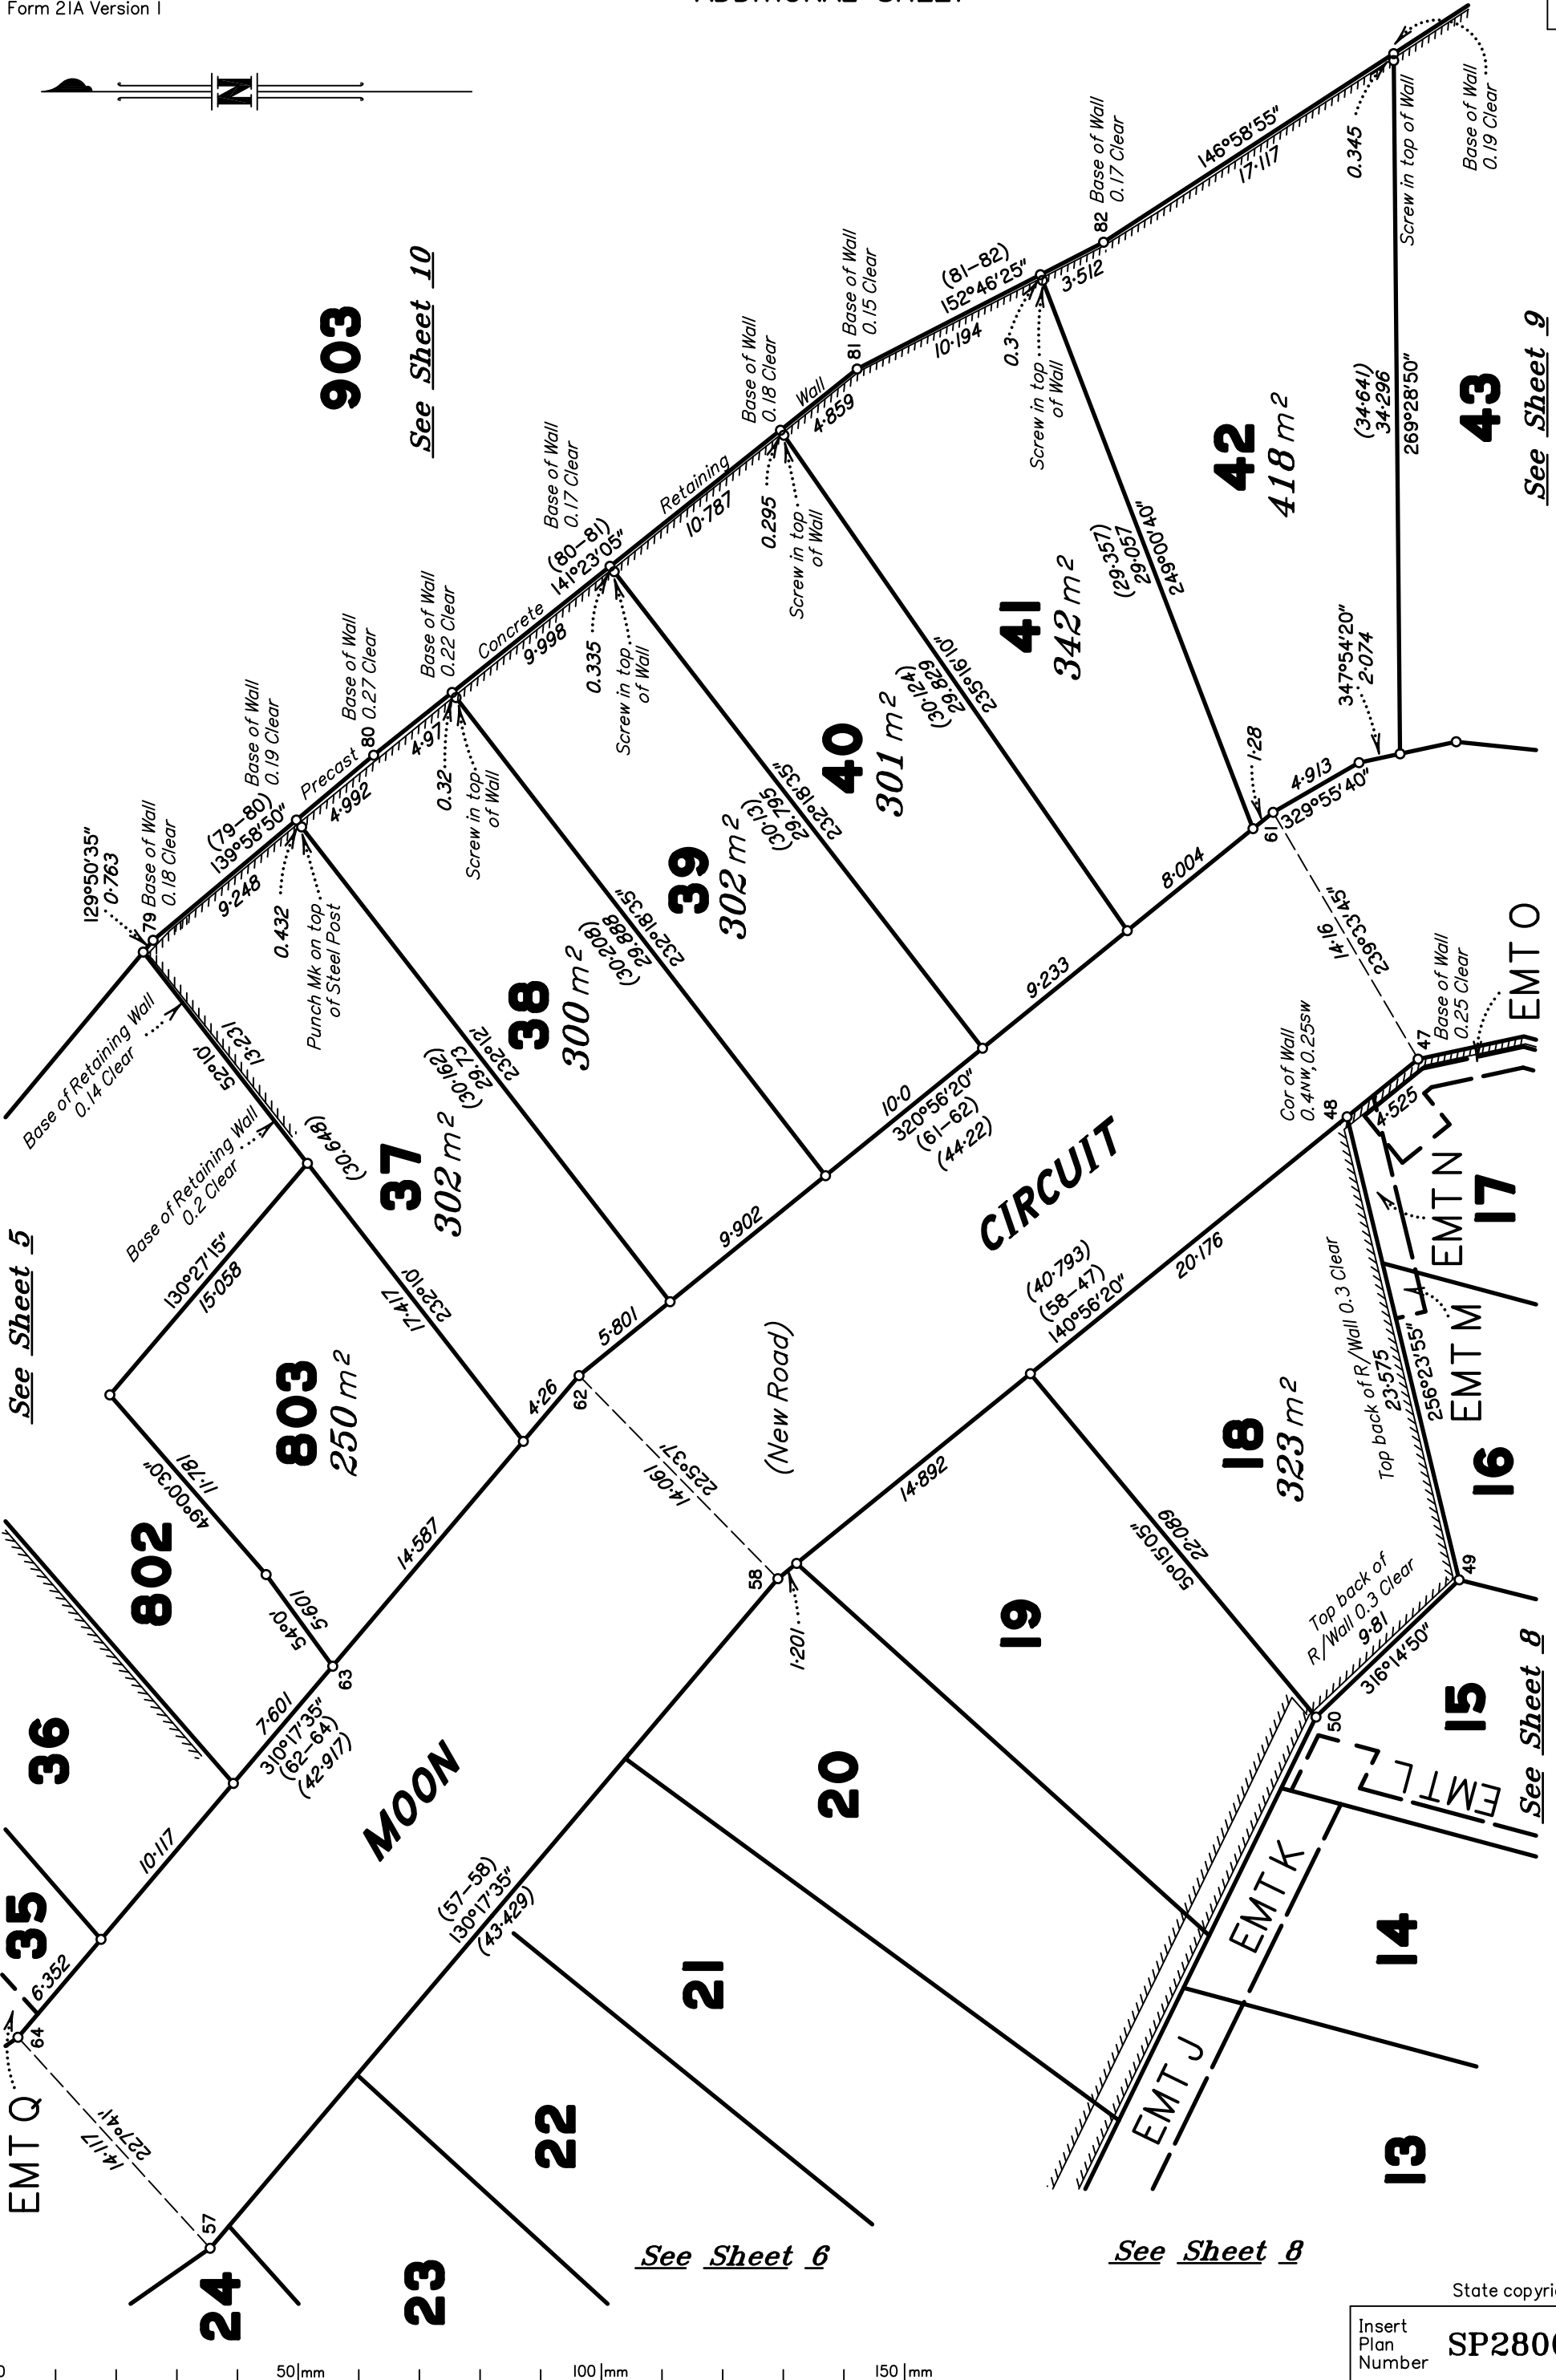 Form 21A Version 1
N
903
See Sheet 10
See Sheet 5
129°50'35"
0·763
79
Base of Wall
0.18 Clear
(79–80)
139°58'50"
9·248
Base of Wall
0.19 Clear
0.432
Punch Mk on top
of Steel Post
Precast
4·992
80
Base of Wall
0.27 Clear
4·97
0.32
Screw in top
of Wall
Base of Wall
0.22 Clear
Concrete
9·998
(80–81)
141°23'05"
Base of Wall
0.17 Clear
0.335
Screw in top
of Wall
Retaining
10·787
Base of Wall
0.18 Clear
0.295
Screw in top
of Wall
Wall
4·859
81
Base of Wall
0.15 Clear
(81–82)
152°46'25"
10·194
0.3
Screw in top
of Wall
3·512
82
Base of Wall
0.17 Clear
146°58'55"
17·117
0.345
Screw in top of Wall
Base of Wall
0.19 Clear
Base of Retaining Wall
0.14 Clear
Base of Retaining Wall
0.2 Clear
52°10'
13·231
(30.648)
37
302 m²
(30·162)
29·73
232°12'
38
300 m²
(30·208)
29·888
232°18'35"
39
302 m²
(30·13)
29·795
232°18'35"
40
301 m²
(30·124)
29·829
235°16'10"
41
342 m²
(29·357)
29·057
249°00'40"
42
418 m²
(34·641)
34·296
269°28'50"
43
See Sheet 9
347°54'20"
2·074
1·28
4·913
329°55'40"
61
8·004
9·233
10·0
320°56'20"
(61–62)
(44·22)
9·902
5·801
62
4·26
130°27'15"
15·058
17·417
232°10'
803
250 m²
49°00'30"
11·781
54°0'
5·601
802
36
35
14·587
63
7·601
310°17'35"
(62–64)
(42·917)
10·117
6·352
64
EMT Q
14·117
227°41'
57
14·061
225°37'
58
14·16
239°33'45"
47
Base of Wall
0.25 Clear
EMT O
48
Cor of Wall
0.4NW, 0.25SW
4·525
MOON
CIRCUIT
(New Road)
(57–58)
130°17'35"
(43·429)
1·201
14·892
(40·793)
(58–47)
140°56'20"
20·176
18
323 m²
50°15'05"
22·089
19
20
21
22
23
24
Top back of R/Wall 0.3 Clear
23·575
256°23'55"
EMT N
EMT M
17
16
49
Top back of
R/Wall 0.3 Clear
9·81
316°14'50"
50
15
EMT L
See Sheet 8
EMT K
14
EMT J
13
See Sheet 6
See Sheet 8
0
50 mm
100 mm
150 mm
Insert
Plan
Number